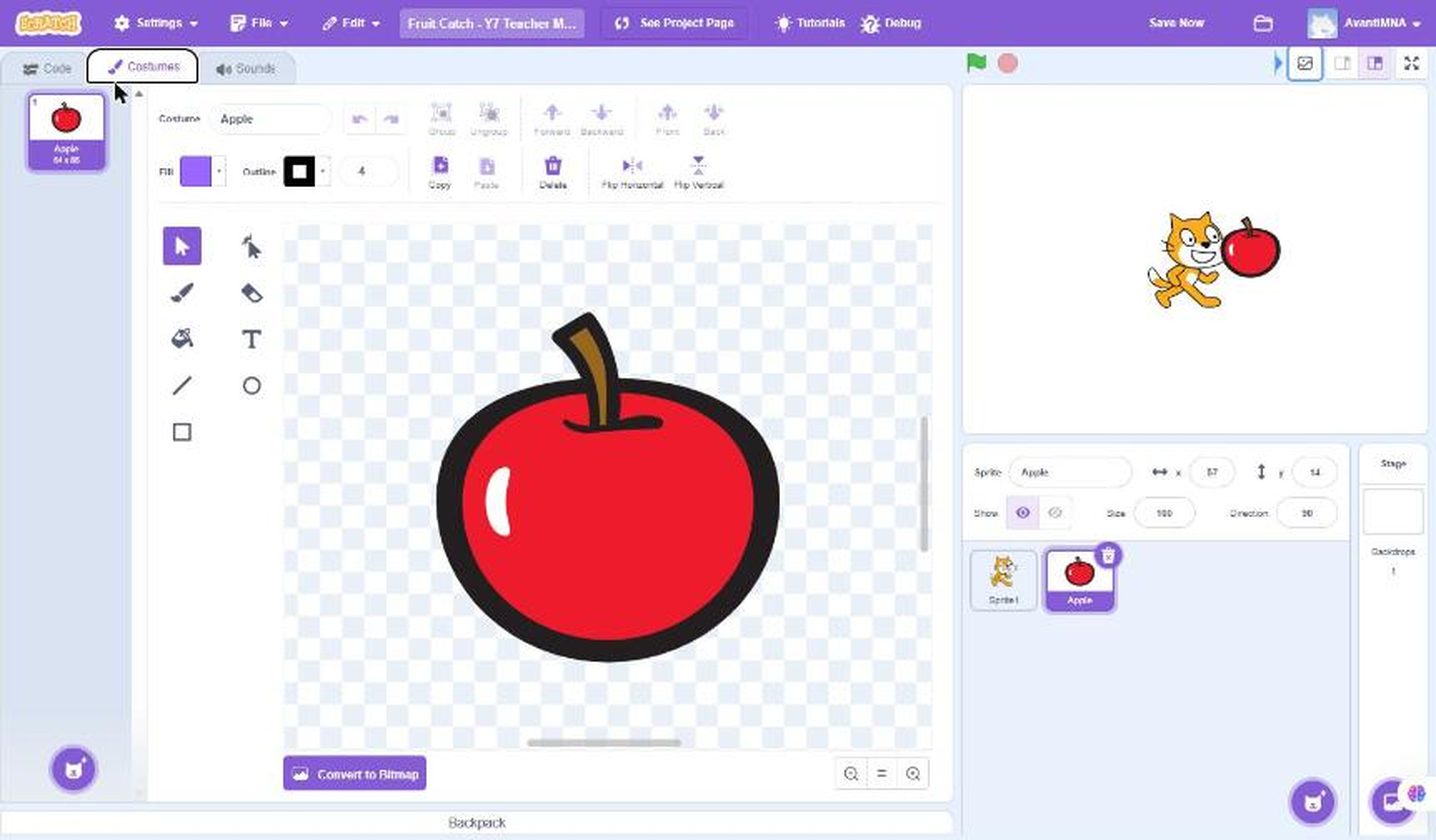 SCRATCH
Settings
File
Edit
Fruit Catch - Y7 Teacher M...
See Project Page
Tutorials
Debug
Save Now
AvantiMNA
Code
Costumes
Sounds
1
Apple
Costume
Apple
Group
Ungroup
Forward
Backward
Front
Back
Fill
Outline
4
Copy
Paste
Delete
Flip Horizontal
Flip Vertical
Convert to Bitmap
Backpack
Sprite
Apple
x
y
14
Show
Size
100
Direction
90
Sprite1
Apple
Stage
Backdrops
1